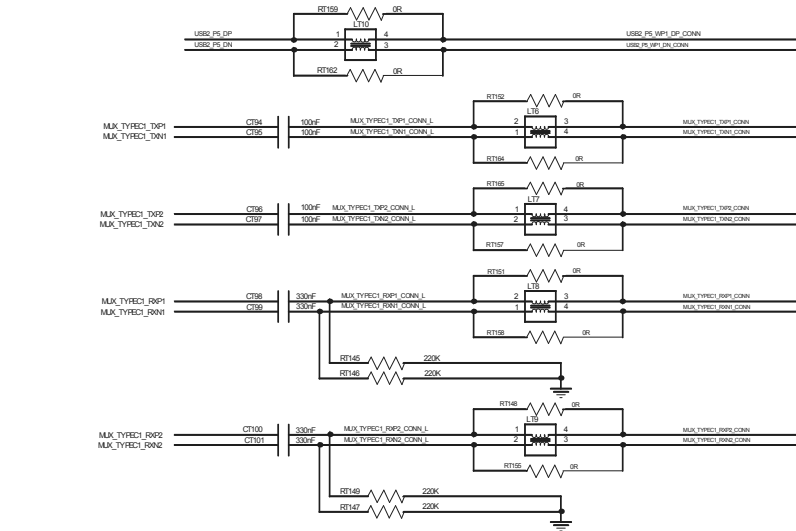 RT159 0R
LT10
USB2_P5_DP 1 4 USB2_P5_WP1_DP_CONN
USB2_P5_DN 2 3 USB2_P5_WP1_DN_CONN
RT162 0R
RT152 0R
LT6
MUX_TYPEC1_TXP1 CT94 100nF MUX_TYPEC1_TXP1_CONN_L 2 3 MUX_TYPEC1_TXP1_CONN
MUX_TYPEC1_TXN1 CT95 100nF MUX_TYPEC1_TXN1_CONN_L 1 4 MUX_TYPEC1_TXN1_CONN
RT164 0R
RT165 0R
LT7
MUX_TYPEC1_TXP2 CT96 100nF MUX_TYPEC1_TXP2_CONN_L 1 4 MUX_TYPEC1_TXP2_CONN
MUX_TYPEC1_TXN2 CT97 100nF MUX_TYPEC1_TXN2_CONN_L 2 3 MUX_TYPEC1_TXN2_CONN
RT157 0R
RT151 0R
LT8
MUX_TYPEC1_RXP1 CT98 330nF MUX_TYPEC1_RXP1_CONN_L 2 3 MUX_TYPEC1_RXP1_CONN
MUX_TYPEC1_RXN1 CT99 330nF MUX_TYPEC1_RXN1_CONN_L 1 4 MUX_TYPEC1_RXN1_CONN
RT158 0R
RT145 220K
RT146 220K
RT148 0R
LT9
MUX_TYPEC1_RXP2 CT100 330nF MUX_TYPEC1_RXP2_CONN_L 1 4 MUX_TYPEC1_RXP2_CONN
MUX_TYPEC1_RXN2 CT101 330nF MUX_TYPEC1_RXN2_CONN_L 2 3 MUX_TYPEC1_RXN2_CONN
RT155 0R
RT149 220K
RT147 220K